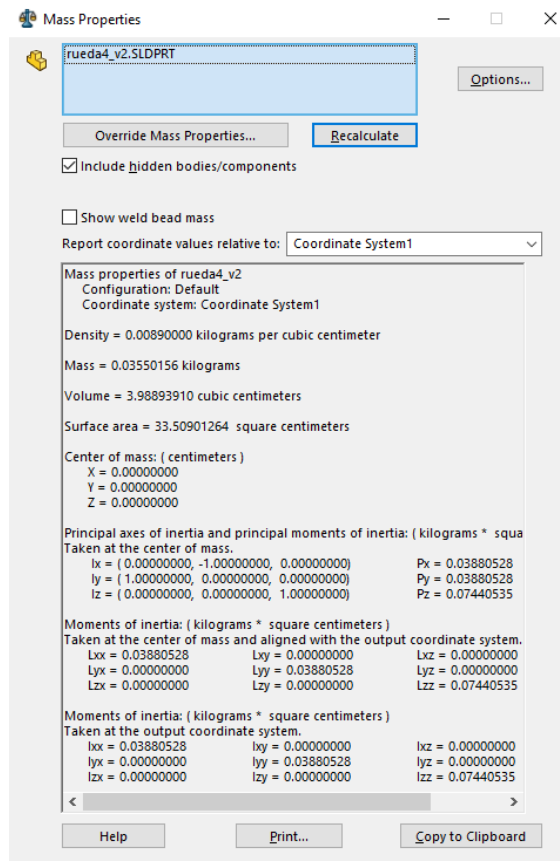 Mass Properties
rueda4_v2.SLDPRT
Options...
Override Mass Properties...
Recalculate
Include hidden bodies/components
Show weld bead mass
Report coordinate values relative to: Coordinate System1
Mass properties of rueda4_v2
Configuration: Default
Coordinate system: Coordinate System1
Density = 0.00890000 kilograms per cubic centimeter
Mass = 0.03550156 kilograms
Volume = 3.98893910 cubic centimeters
Surface area = 33.50901264 square centimeters
Center of mass: ( centimeters )
X = 0.00000000
Y = 0.00000000
Z = 0.00000000
Principal axes of inertia and principal moments of inertia: ( kilograms * squa
Taken at the center of mass.
Ix = ( 0.00000000, -1.00000000, 0.00000000) Px = 0.03880528
Iy = ( 1.00000000, 0.00000000, 0.00000000) Py = 0.03880528
Iz = ( 0.00000000, 0.00000000, 1.00000000) Pz = 0.07440535
Moments of inertia: ( kilograms * square centimeters )
Taken at the center of mass and aligned with the output coordinate system.
Lxx = 0.03880528 Lxy = 0.00000000 Lxz = 0.00000000
Lyx = 0.00000000 Lyy = 0.03880528 Lyz = 0.00000000
Lzx = 0.00000000 Lzy = 0.00000000 Lzz = 0.07440535
Moments of inertia: ( kilograms * square centimeters )
Taken at the output coordinate system.
Ixx = 0.03880528 Ixy = 0.00000000 Ixz = 0.00000000
Iyx = 0.00000000 Iyy = 0.03880528 Iyz = 0.00000000
Izx = 0.00000000 Izy = 0.00000000 Izz = 0.07440535
Help Print... Copy to Clipboard